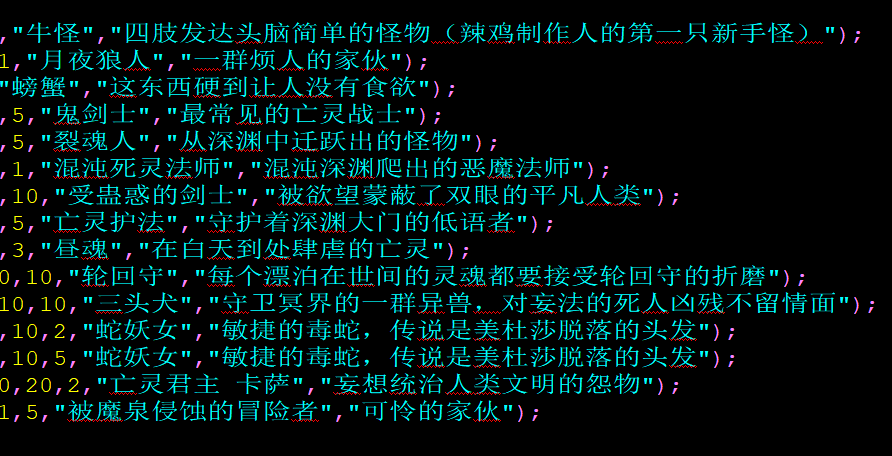 ,"牛怪","四肢发达头脑简单的怪物（辣鸡制作人的第一只新手怪）");
1,"月夜狼人","一群烦人的家伙");
"螃蟹","这东西硬到让人没有食欲");
,5,"鬼剑士","最常见的亡灵战士");
,5,"裂魂人","从深渊中迁跃出的怪物");
,1,"混沌死灵法师","混沌深渊爬出的恶魔法师");
,10,"受蛊惑的剑士","被欲望蒙蔽了双眼的平凡人类");
,5,"亡灵护法","守护着深渊大门的低语者");
,3,"昼魂","在白天到处肆虐的亡灵");
0,10,"轮回守","每个漂泊在世间的灵魂都要接受轮回守的折磨");
10,10,"三头犬","守卫冥界的一群异兽，对妄法的死人凶残不留情面");
,10,2,"蛇妖女","敏捷的毒蛇，传说是美杜莎脱落的头发");
,10,5,"蛇妖女","敏捷的毒蛇，传说是美杜莎脱落的头发");
0,20,2,"亡灵君主 卡萨","妄想统治人类文明的怨物");
1,5,"被魔泉侵蚀的冒险者","可怜的家伙");